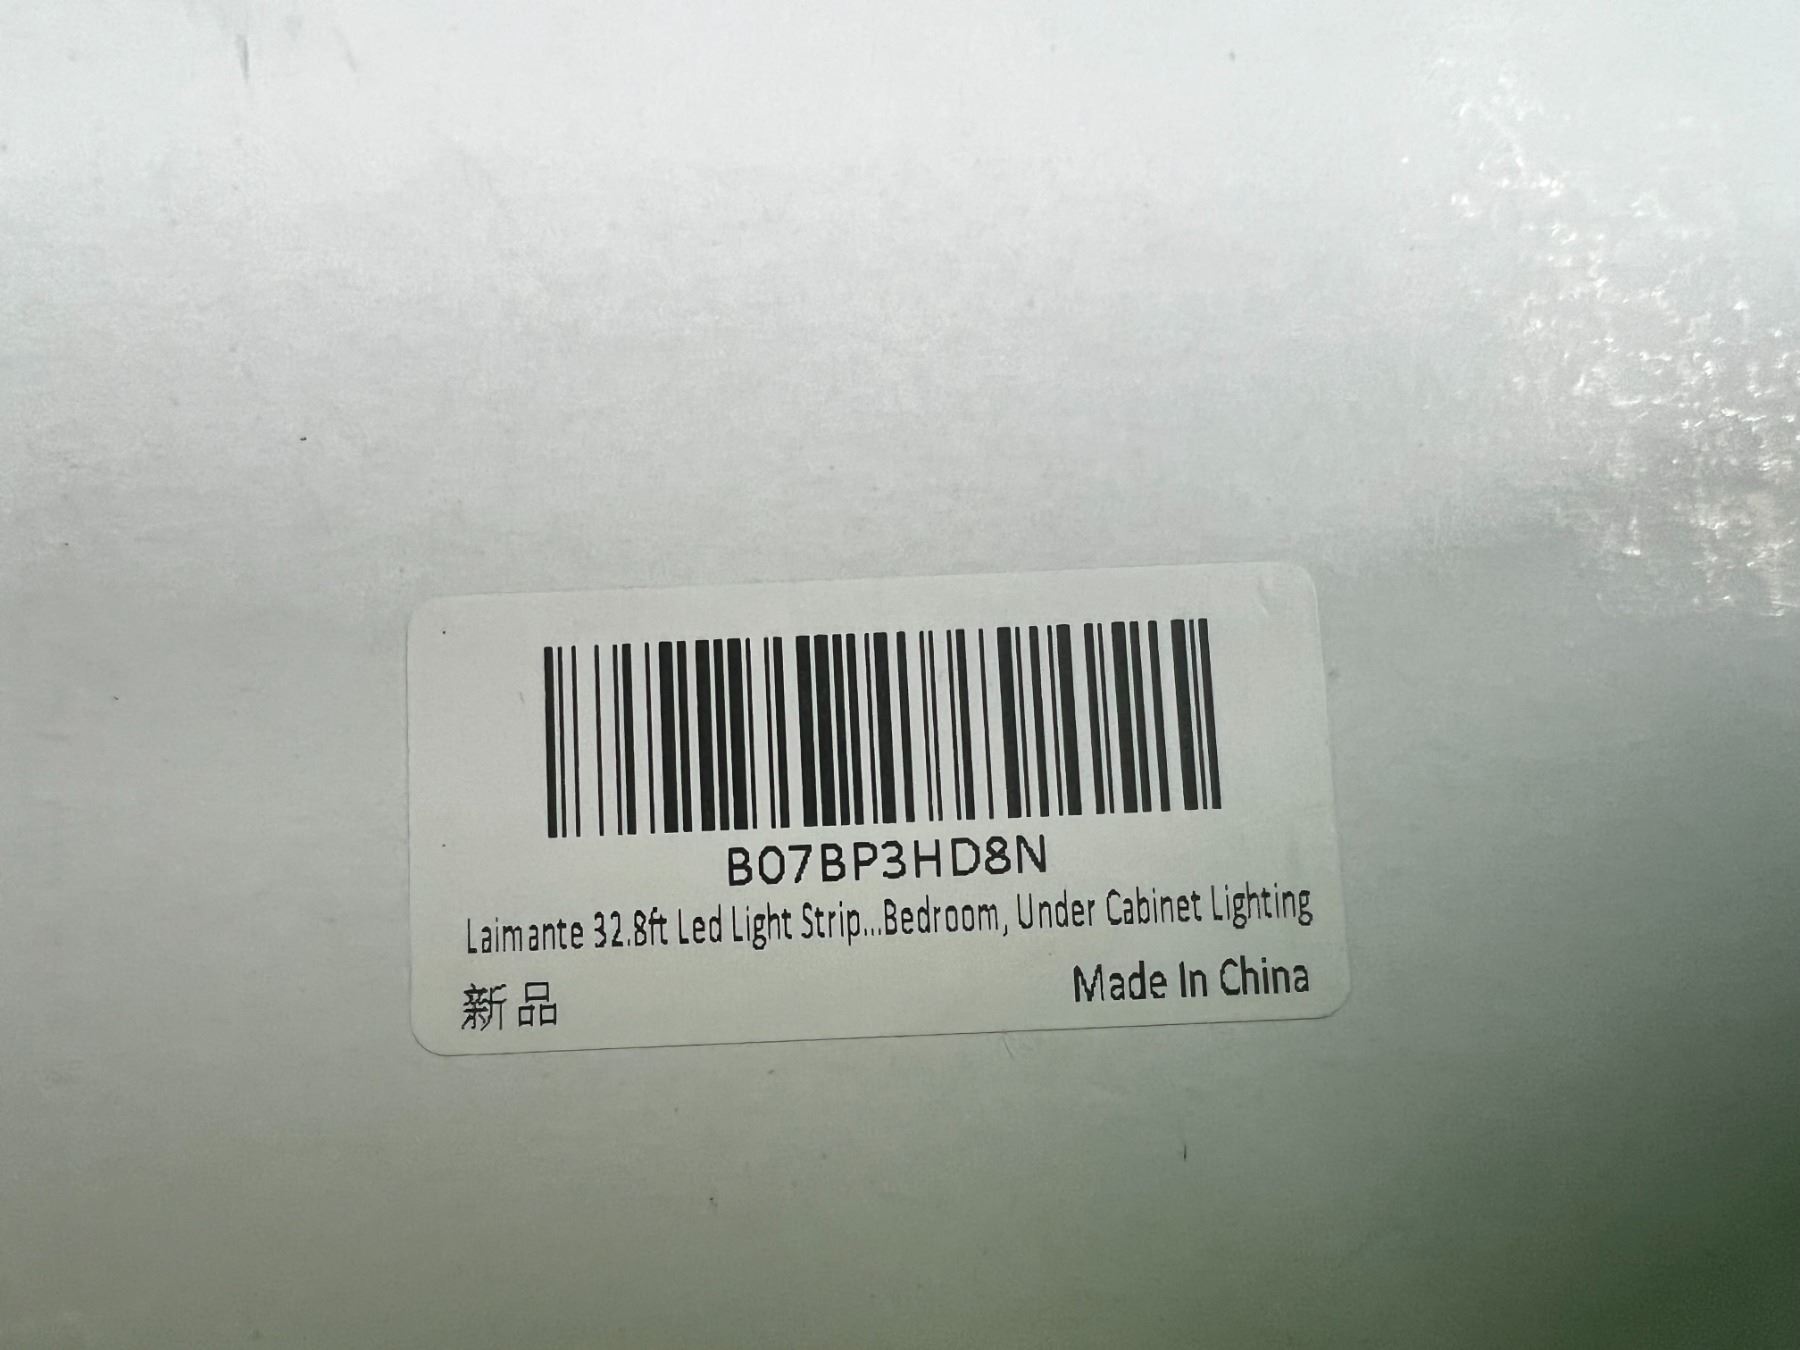 B07BP3HD8N
Laimante 32.8ft Led Light Strip...Bedroom, Under Cabinet Lighting
新品
Made In China